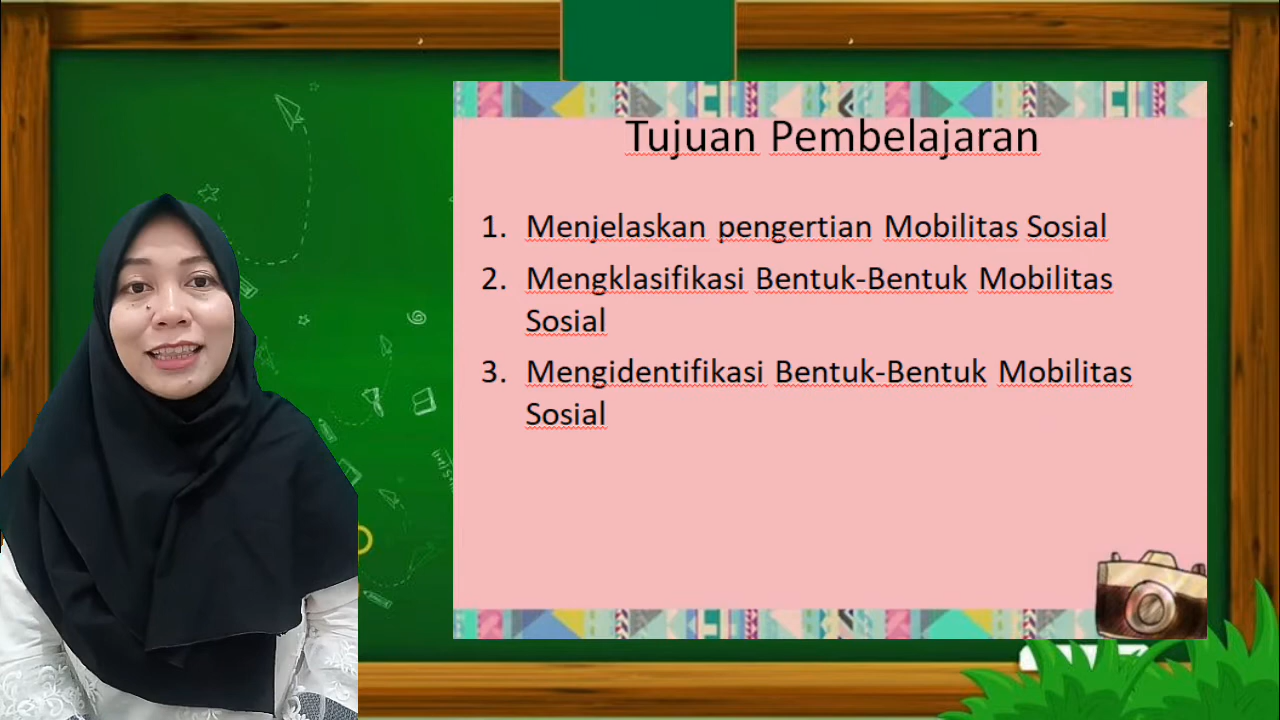 Tujuan Pembelajaran
1. Menjelaskan pengertian Mobilitas Sosial
2. Mengklasifikasi Bentuk-Bentuk Mobilitas
Sosial
3. Mengidentifikasi Bentuk-Bentuk Mobilitas
Sosial